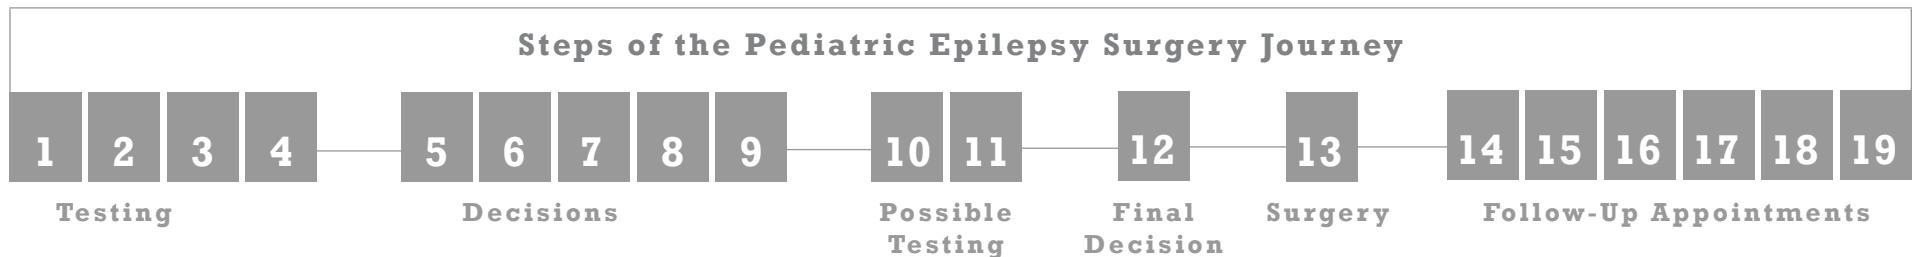 Steps of the Pediatric Epilepsy Surgery Journey
1 2 3 4 5 6 7 8 9 10 11 12 13 14 15 16 17 18 19
Testing Decisions Possible Final Surgery Follow-Up Appointments
Testing Decision